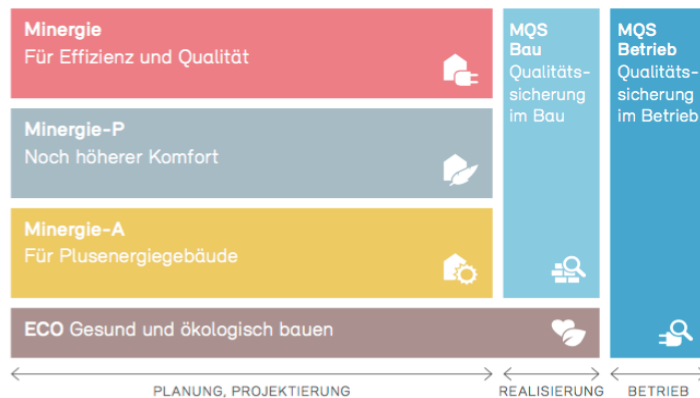 Minergie
Für Effizienz und Qualität
Minergie-P
Noch höherer Komfort
Minergie-A
Für Plusenergiegebäude
ECO Gesund und ökologisch bauen
MQS
Bau
Qualitäts-
sicherung
im Bau
MQS
Betrieb
Qualitäts-
sicherung
im Betrieb
PLANUNG, PROJEKTIERUNG
REALISIERUNG
BETRIEB